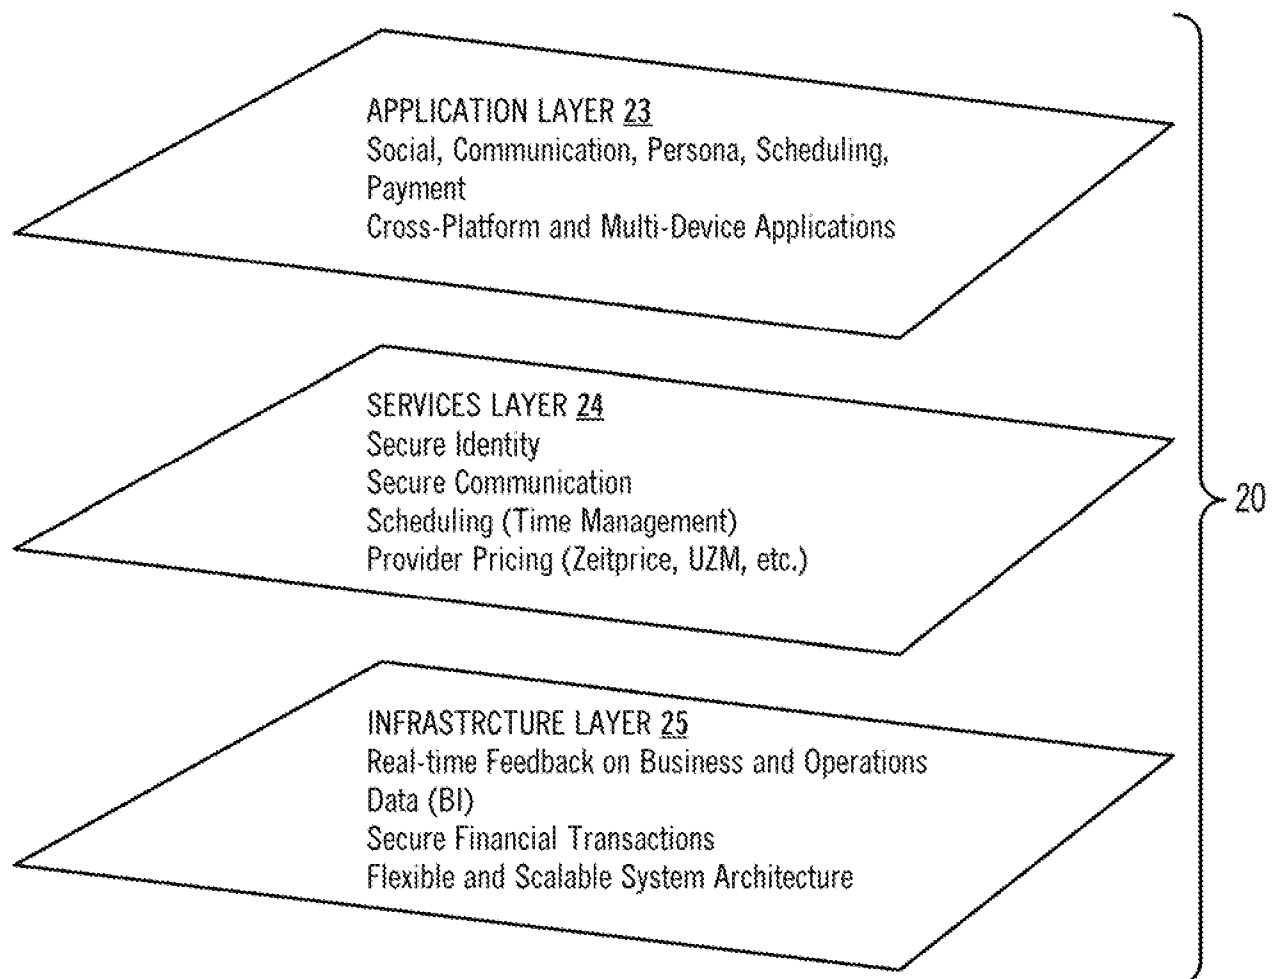 APPLICATION LAYER 23
Social, Communication, Persona, Scheduling,
Payment
Cross-Platform and Multi-Device Applications
SERVICES LAYER 24
Secure Identity
Secure Communication
Scheduling (Time Management)
Provider Pricing (Zeitprice, UZM, etc.)
20
INFRASTRCTURE LAYER 25
Real-time Feedback on Business and Operations
Data (BI)
Secure Financial Transactions
Flexible and Scalable System Architecture